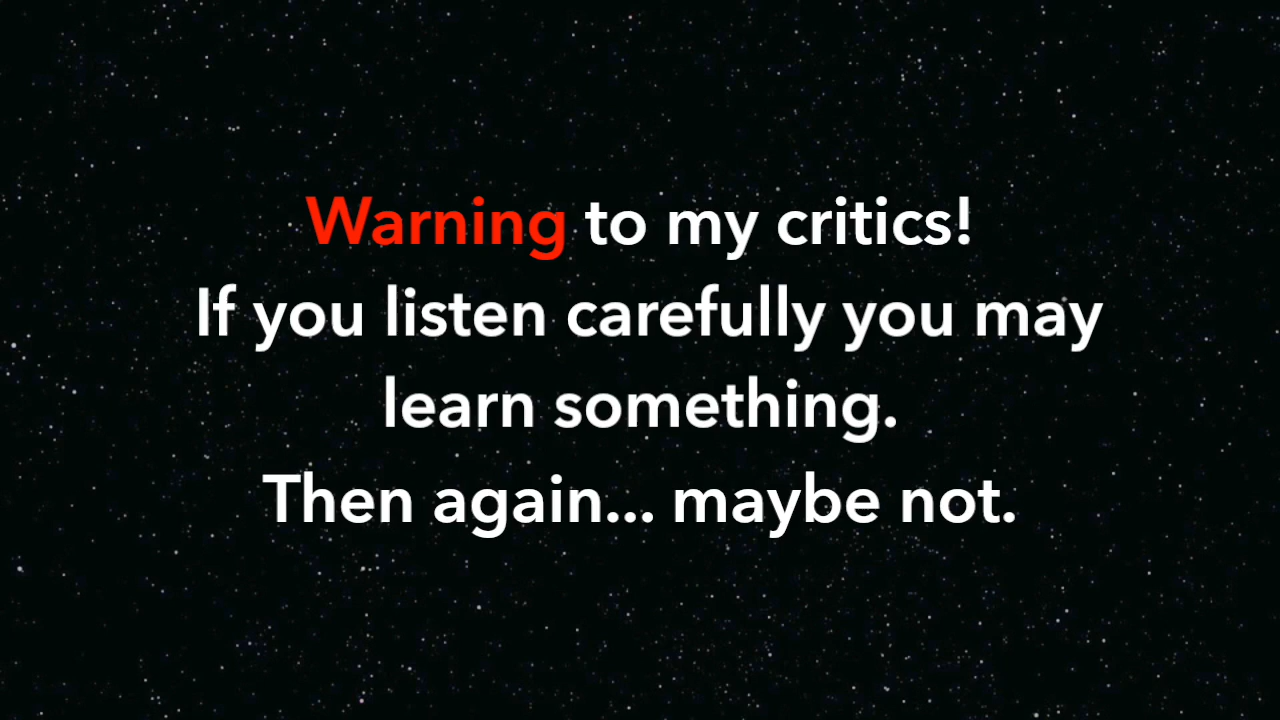 Warning to my critics!
If you listen carefully you may
learn something.
Then again... maybe not.